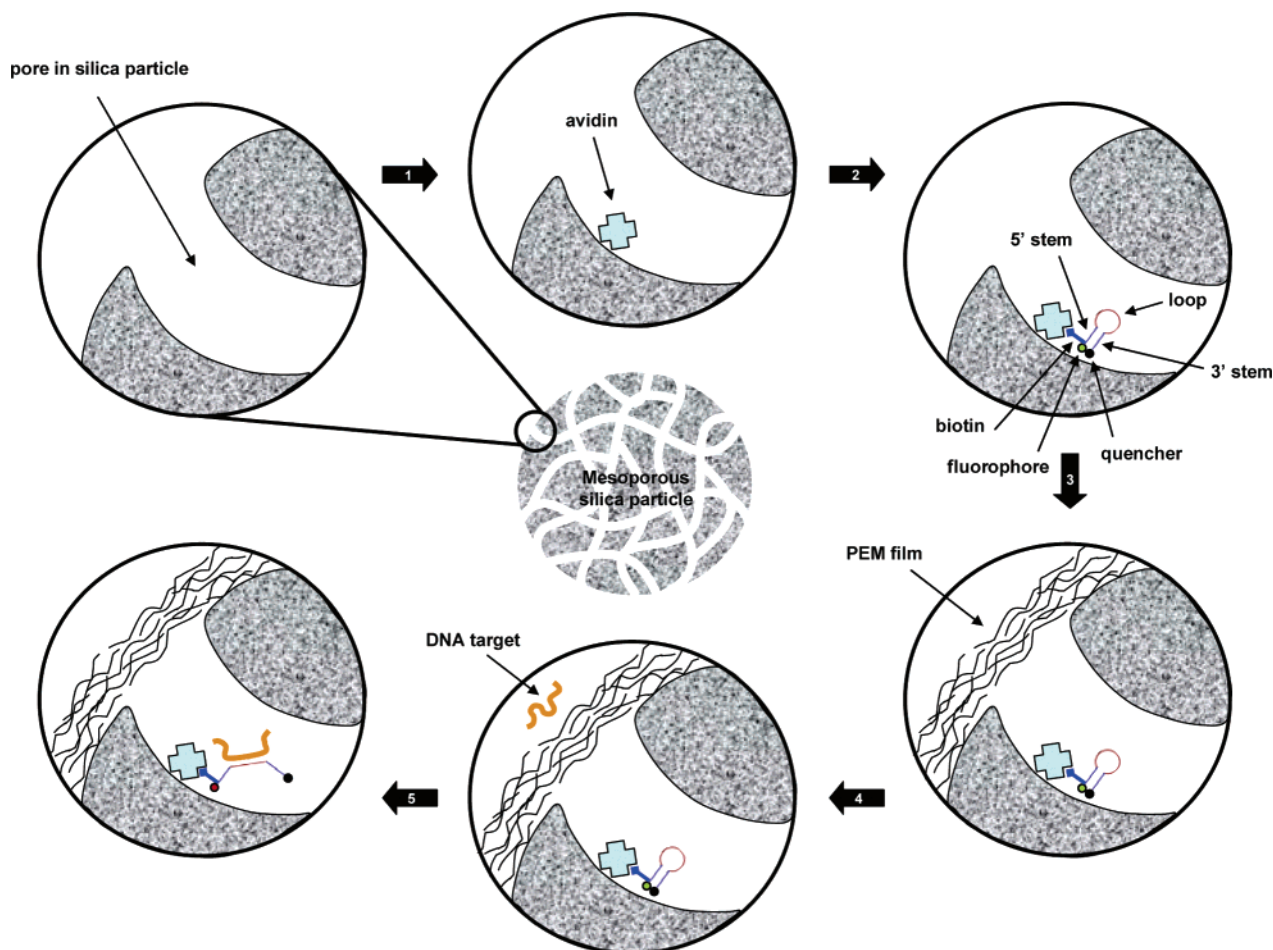 pore in silica particle
1
avidin
2
5’ stem
loop
3’ stem
biotin
quencher
fluorophore
Mesoporous
silica particle
3
PEM film
DNA target
4
5